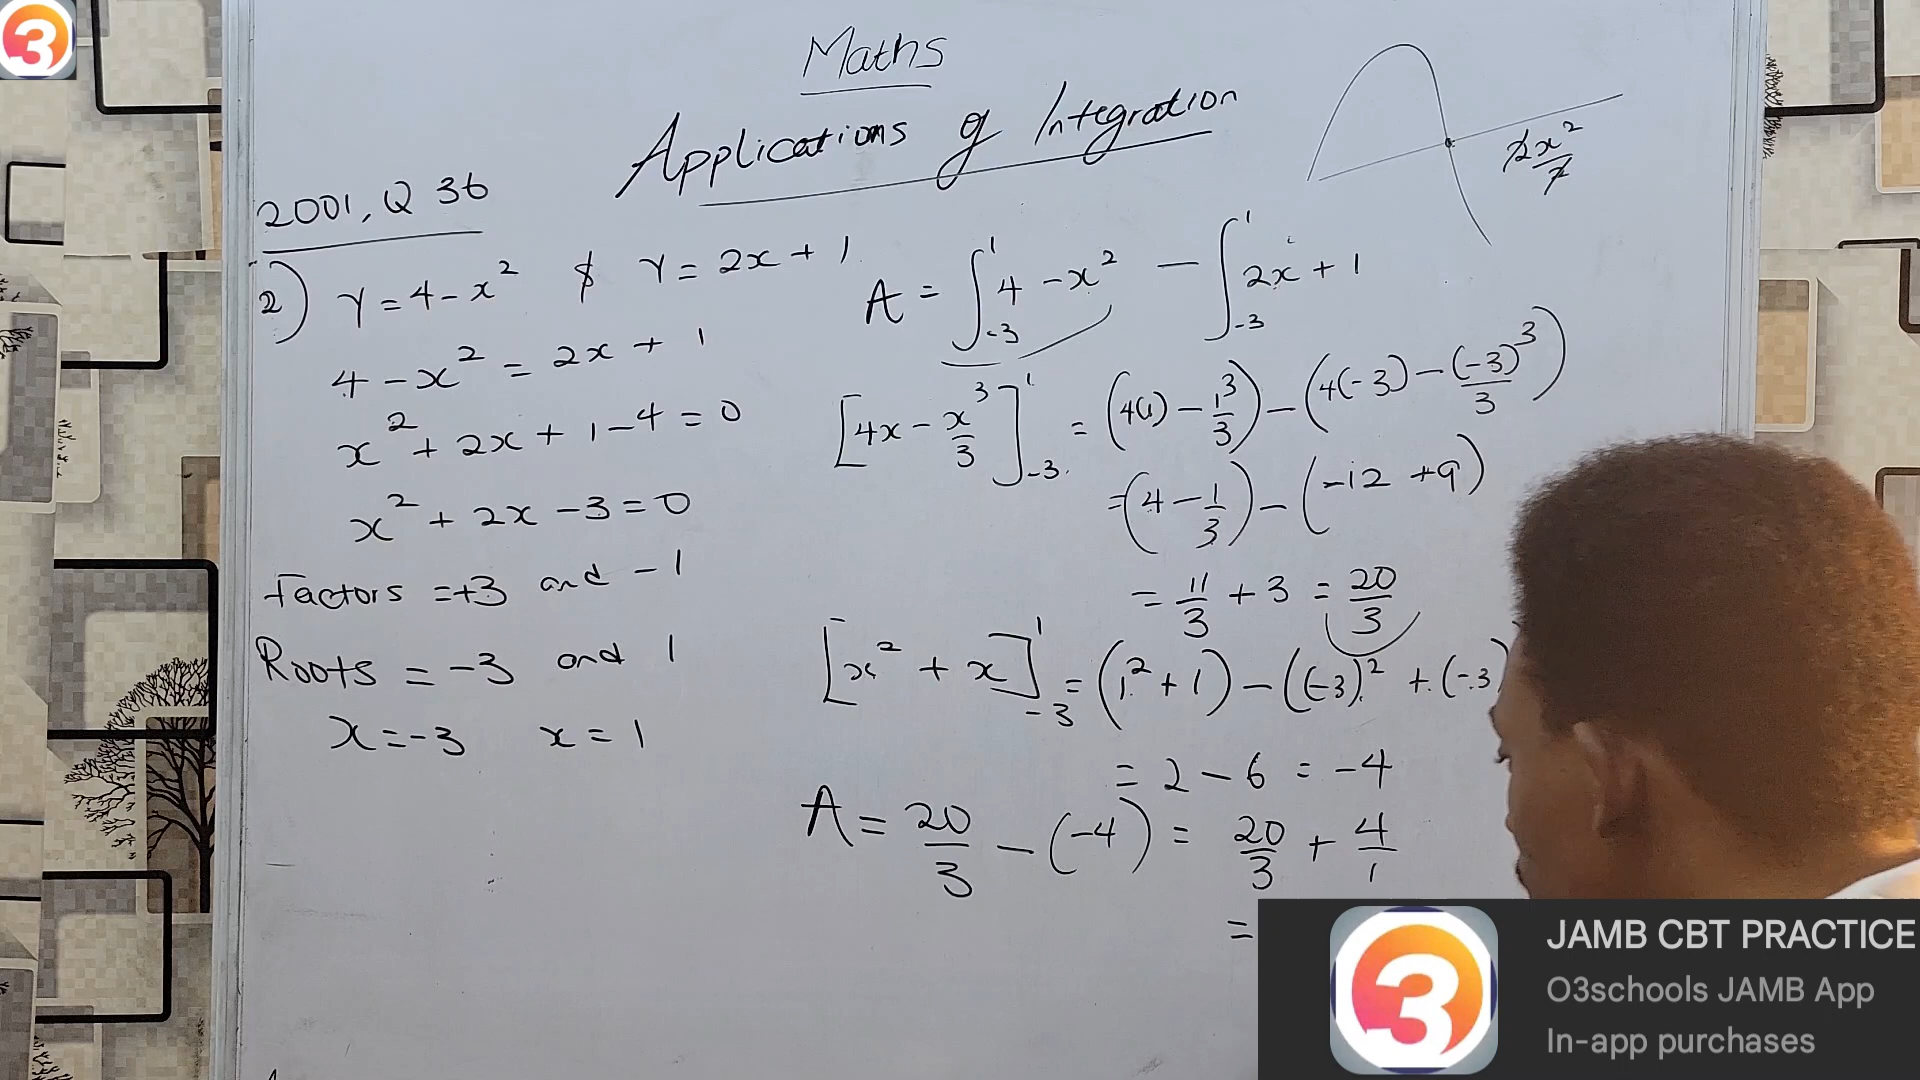 3
Maths
Applications of Integration
2001, Q 36
2) Y = 4 - x² & Y = 2x + 1
4 - x² = 2x + 1
x² + 2x + 1 - 4 = 0
x² + 2x - 3 = 0
Factors = +3 and -1
Roots = -3 and 1
x = -3 x = 1
A = ∫₋₃¹ 4 - x² - ∫₋₃¹ 2x + 1
[4x - x³/3]₋₃¹ = (4(1) - 1³/3) - (4(-3) - (-3)³/3)
= (4 - 1/3) - (-12 + 9)
= 11/3 + 3 = 20/3
[x² + x]₋₃¹ = (1² + 1) - ((-3)² + (-3)
= 2 - 6 = -4
A = 20/3 - (-4) = 20/3 + 4/1
=
3
JAMB CBT PRACTICE
O3schools JAMB App
In-app purchases